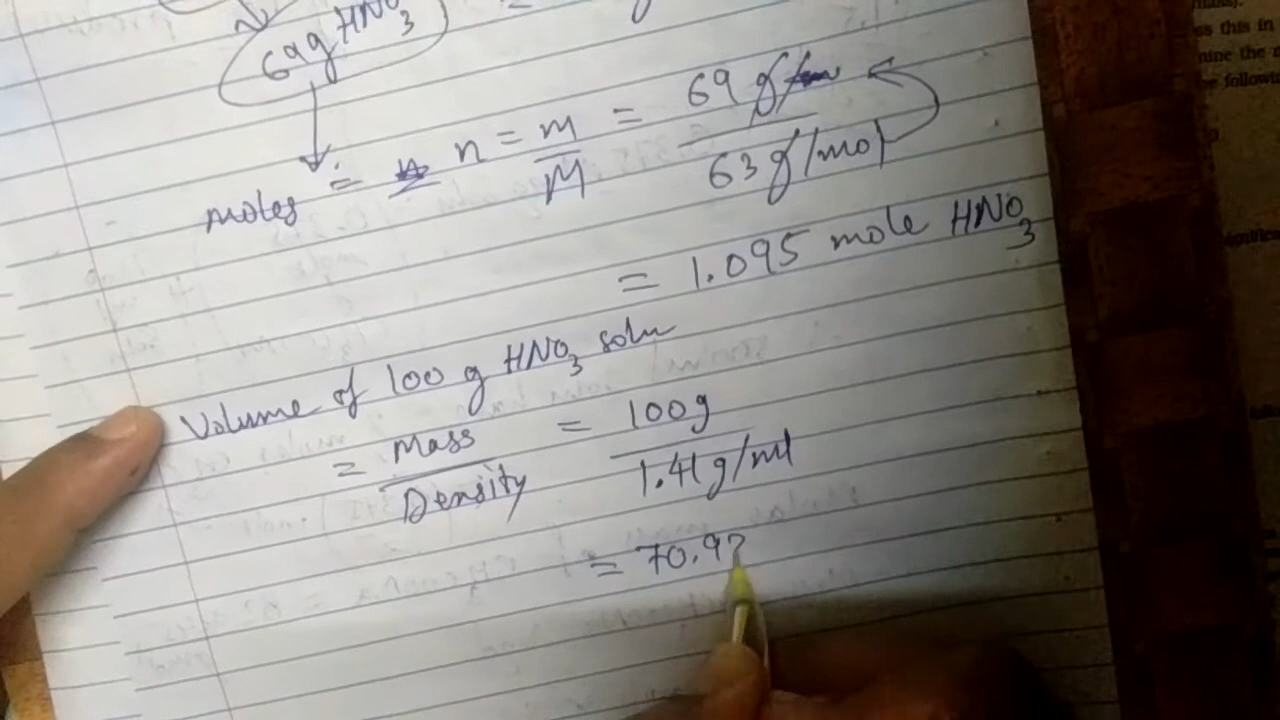 69g HNO3
moles = n = m/M = 69 g / 63 g/mol
= 1.095 mole HNO3
Volume of 100 g HNO3 soln
= Mass/Density = 100g / 1.41g/ml
= 70.92